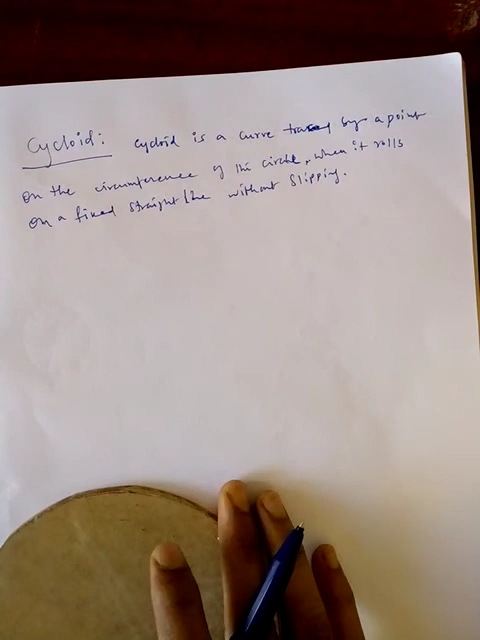 Cycloid: Cycloid is a curve traced by a point
on the circumference of the circle, when it rolls
on a fixed straight line without slipping.